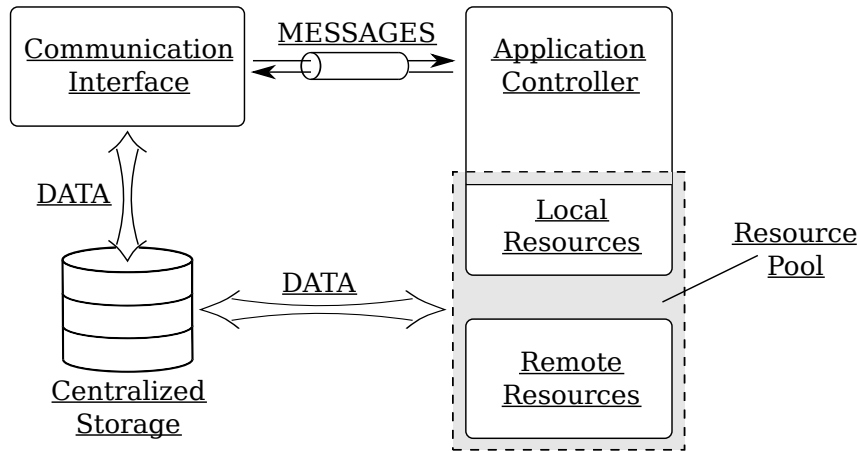 Communication
Interface
MESSAGES
Application
Controller
DATA
Local
Resources
Resource
Pool
DATA
Remote
Resources
Centralized
Storage